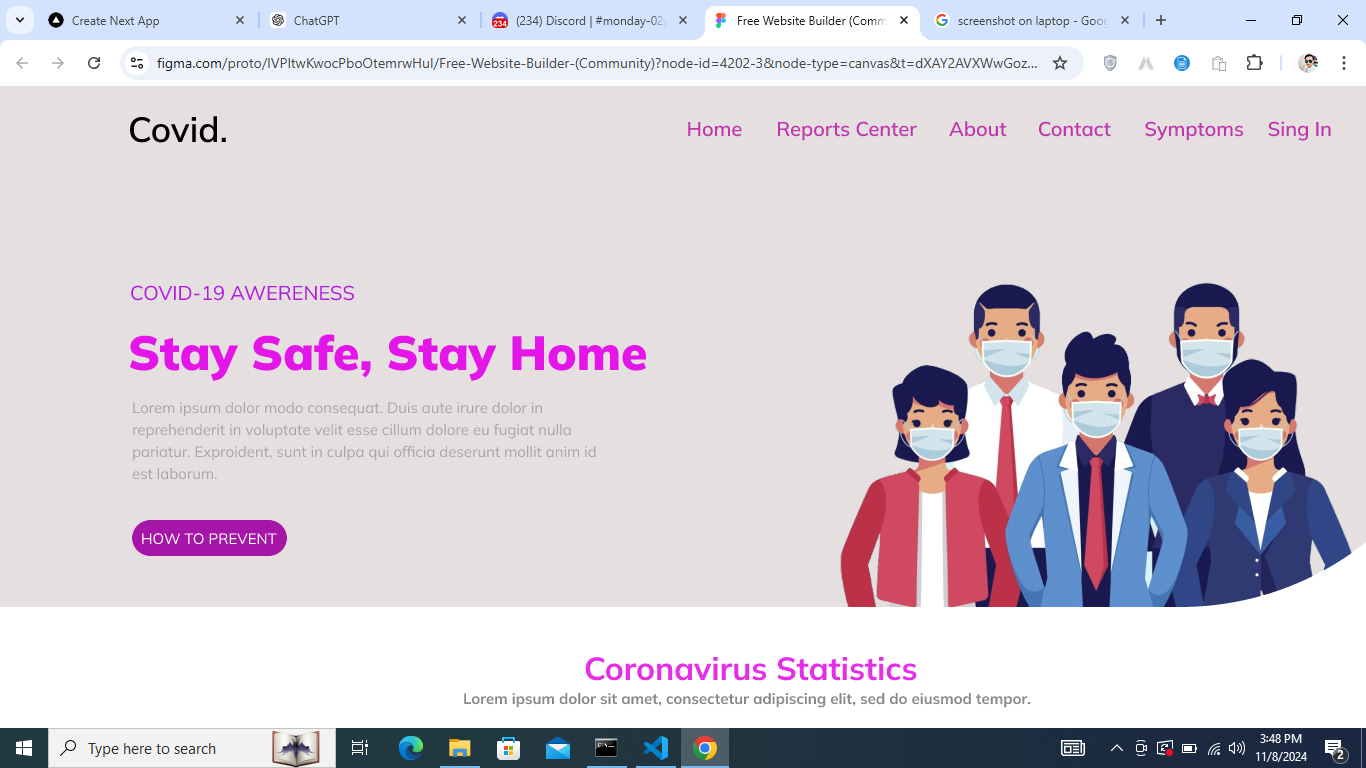 Create Next App
ChatGPT
234
(234) Discord | #monday-02
Free Website Builder (Comm
screenshot on laptop - Goog
figma.com/proto/IVPItwKwocPboOtemrwHul/Free-Website-Builder-(Community)?node-id=4202-3&node-type=canvas&t=dXAY2AVXWwGoz...
Covid.
Home
Reports Center
About
Contact
Symptoms
Sing In
COVID-19 AWERENESS
Stay Safe, Stay Home
Lorem ipsum dolor modo consequat. Duis aute irure dolor in
reprehenderit in voluptate velit esse cillum dolore eu fugiat nulla
pariatur. Exproident, sunt in culpa qui officia deserunt mollit anim id
est laborum.
HOW TO PREVENT
Coronavirus Statistics
Lorem ipsum dolor sit amet, consectetur adipiscing elit, sed do eiusmod tempor.
Type here to search
3:48 PM
11/8/2024
2